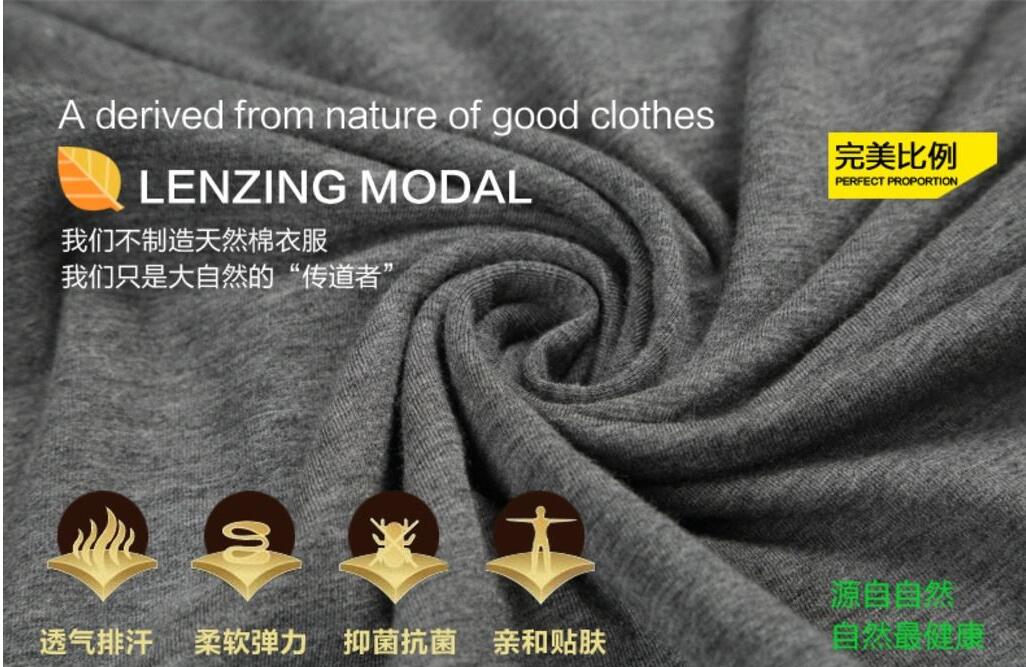 A derived from nature of good clothes
LENZING MODAL
我们不制造天然棉衣服
我们只是大自然的“传道者”
完美比例
PERFECT PROPORTION
透气排汗
柔软弹力
抑菌抗菌
亲和贴肤
源自自然
自然最健康